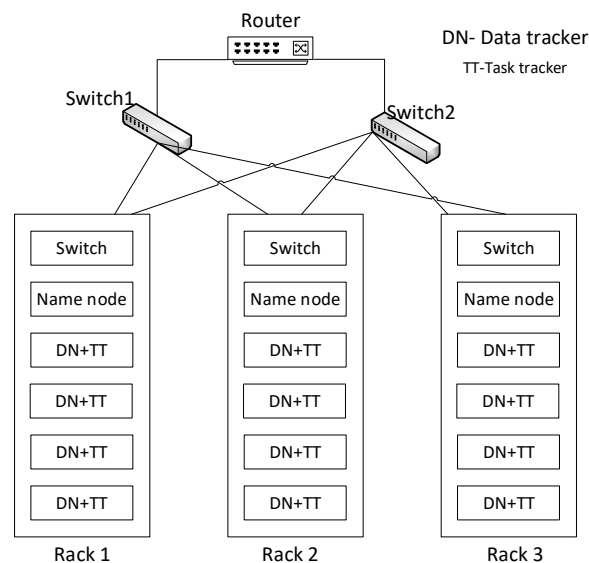 Router
DN- Data tracker
TT-Task tracker
Switch1
Switch2
Switch
Switch
Switch
Name node
Name node
Name node
DN+TT
DN+TT
DN+TT
DN+TT
DN+TT
DN+TT
DN+TT
DN+TT
DN+TT
DN+TT
DN+TT
DN+TT
Rack 1
Rack 2
Rack 3